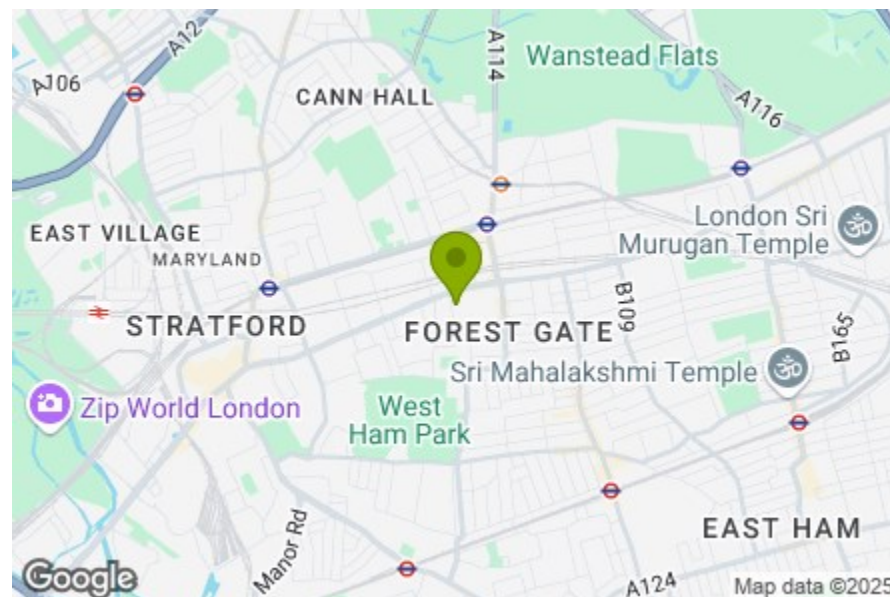 A12
A114
Wanstead Flats
A106
CANN HALL
A116
EAST VILLAGE
MARYLAND
London Sri
Murugan Temple
B109
STRATFORD
FOREST GATE
B165
Sri Mahalakshmi Temple
Zip World London
West
Ham Park
Manor Rd
EAST HAM
Google
A124
Map data ©2025